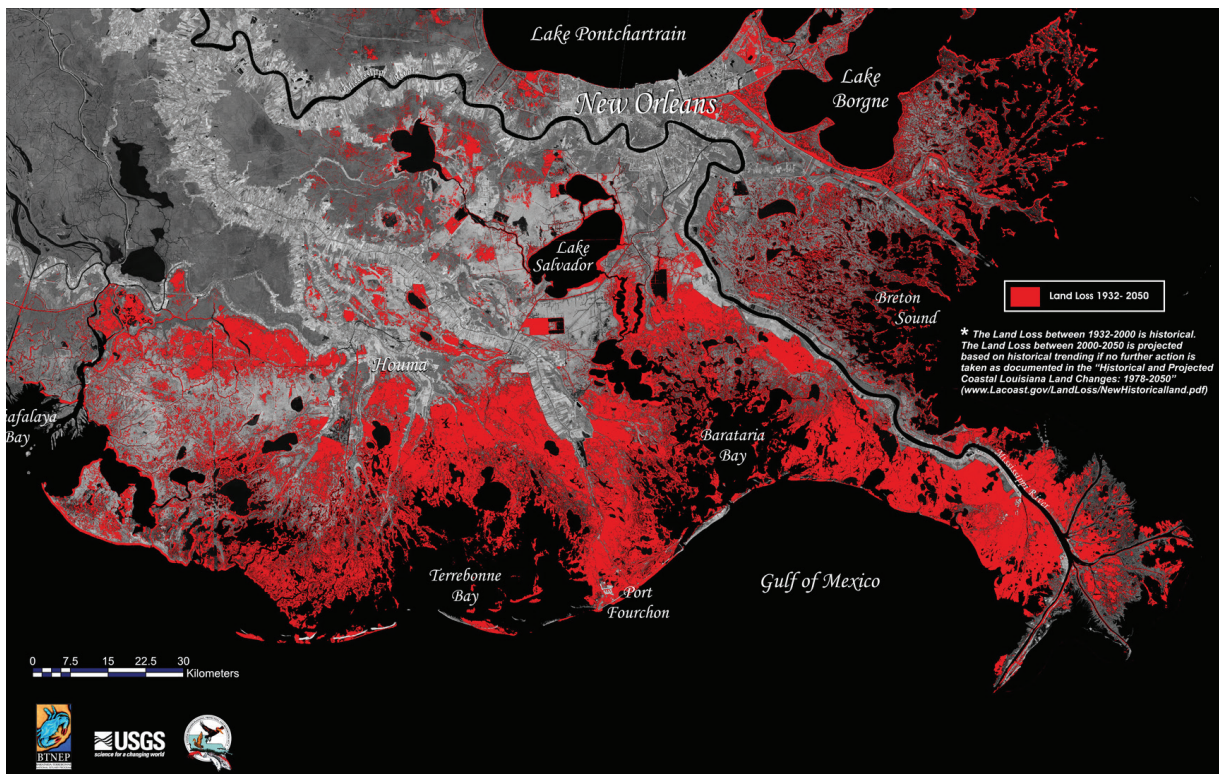 Lake Pontchartrain
Lake
Borgne
Mississippi
New Orleans
Lake
Salvador
Breton
Sound
Land Loss 1932- 2050
* The Land Loss between 1932-2000 is historical.
The Land Loss between 2000-2050 is projected
based on historical trending if no further action is
taken as documented in the “Historical and Projected
Coastal Louisiana Land Changes: 1978-2050”
(www.Lacoast.gov/LandLoss/NewHistoricalland.pdf)
Houma
afalaya
Bay
Barataria
Bay
Mississippi River
Terrebonne
Bay
Port
Fourchon
Gulf of Mexico
0 7.5 15 22.5 30
Kilometers
BTNEP
USGS
science for a changing world